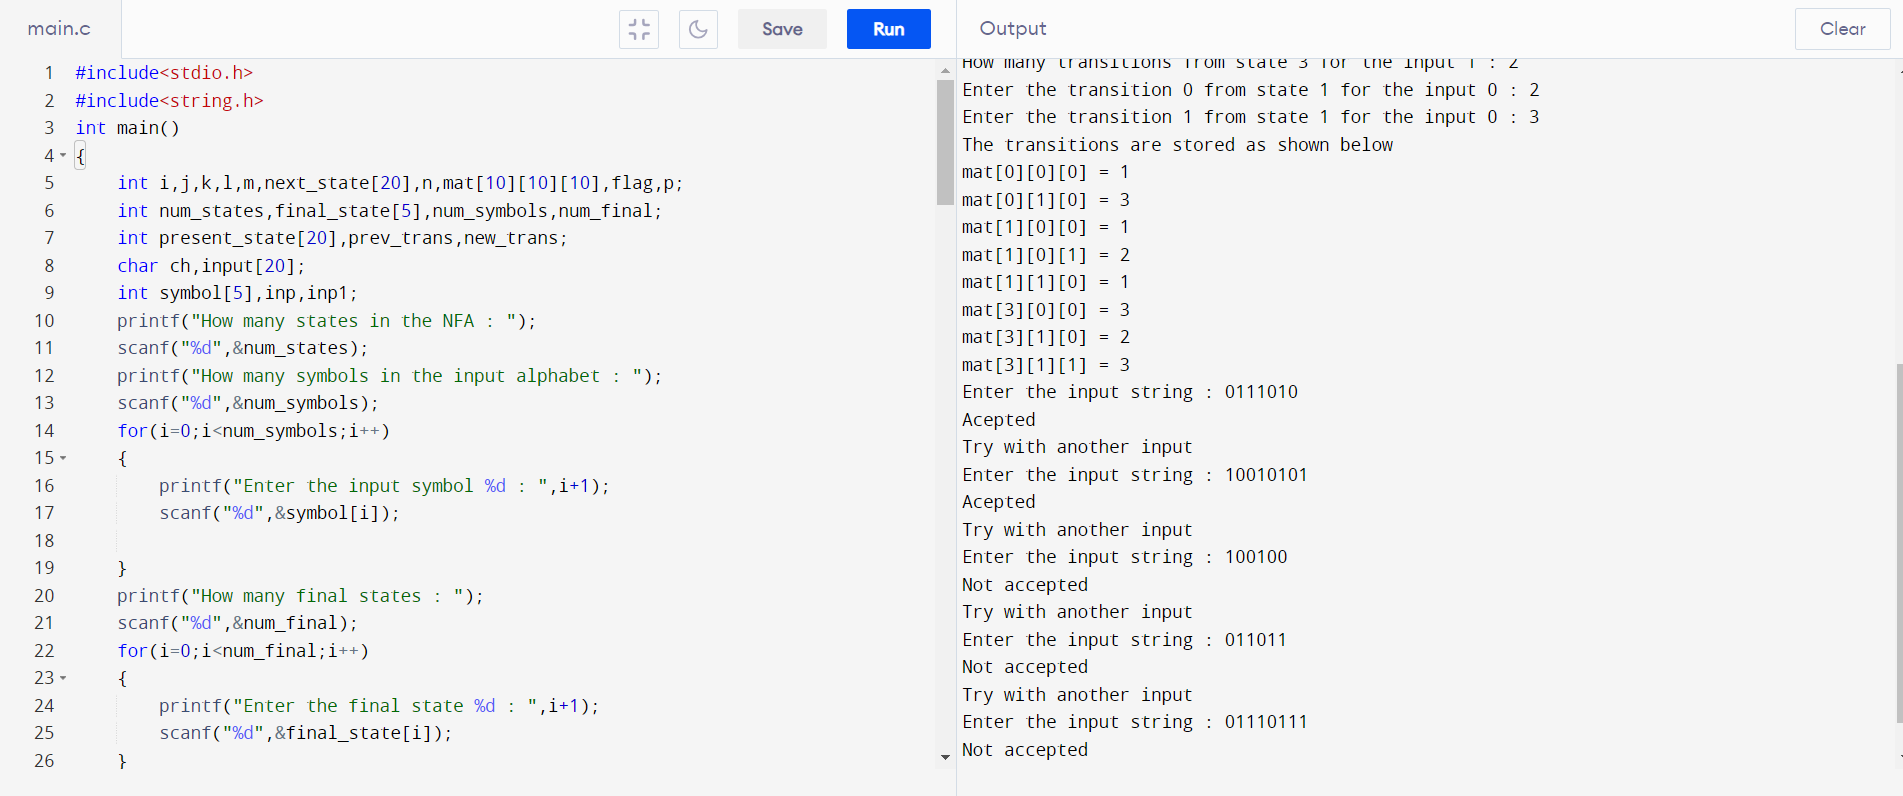 main.c
Save
Run
Output
Clear
1 #include<stdio.h>
2 #include<string.h>
3 int main()
4 {
5 int i,j,k,l,m,next_state[20],n,mat[10][10][10],flag,p;
6 int num_states,final_state[5],num_symbols,num_final;
7 int present_state[20],prev_trans,new_trans;
8 char ch,input[20];
9 int symbol[5],inp,inp1;
10 printf("How many states in the NFA : ");
11 scanf("%d",&num_states);
12 printf("How many symbols in the input alphabet : ");
13 scanf("%d",&num_symbols);
14 for(i=0;i<num_symbols;i++)
15 {
16 printf("Enter the input symbol %d : ",i+1);
17 scanf("%d",&symbol[i]);
18
19 }
20 printf("How many final states : ");
21 scanf("%d",&num_final);
22 for(i=0;i<num_final;i++)
23 {
24 printf("Enter the final state %d : ",i+1);
25 scanf("%d",&final_state[i]);
26 }
How many transitions from state 3 for the input 1 : 2
Enter the transition 0 from state 1 for the input 0 : 2
Enter the transition 1 from state 1 for the input 0 : 3
The transitions are stored as shown below
mat[0][0][0] = 1
mat[0][1][0] = 3
mat[1][0][0] = 1
mat[1][0][1] = 2
mat[1][1][0] = 1
mat[3][0][0] = 3
mat[3][1][0] = 2
mat[3][1][1] = 3
Enter the input string : 0111010
Acepted
Try with another input
Enter the input string : 10010101
Acepted
Try with another input
Enter the input string : 100100
Not accepted
Try with another input
Enter the input string : 011011
Not accepted
Try with another input
Enter the input string : 01110111
Not accepted